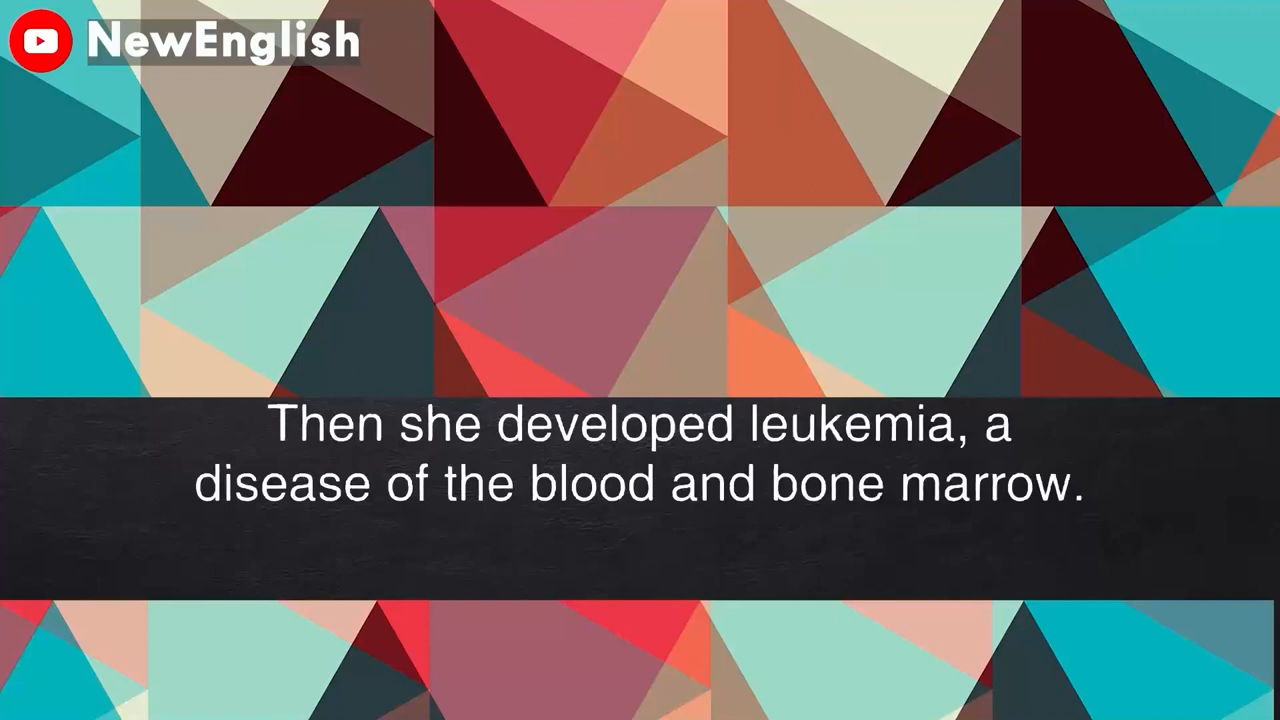 NewEnglish
Then she developed leukemia, a
disease of the blood and bone marrow.